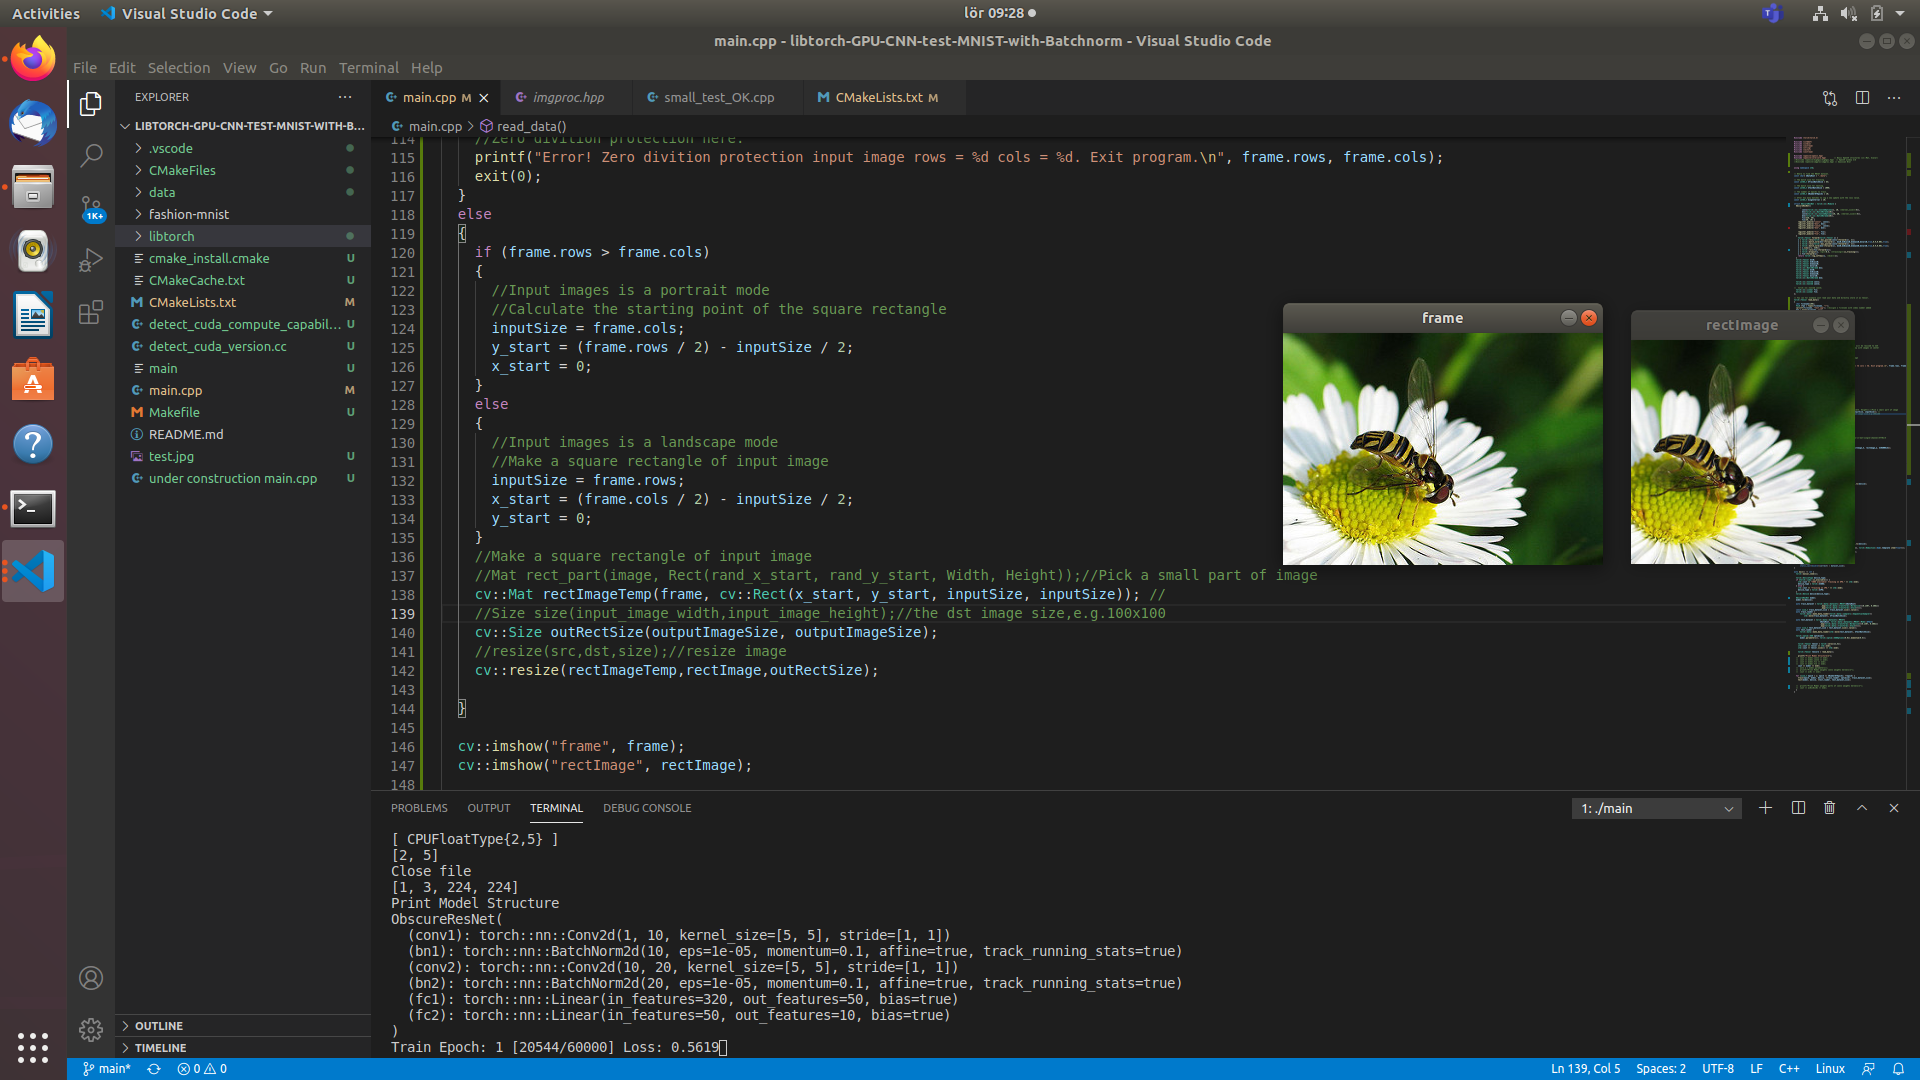 Activities
Visual Studio Code
lör 09:28
main.cpp - libtorch-GPU-CNN-test-MNIST-with-Batchnorm - Visual Studio Code
File Edit Selection View Go Run Terminal Help
EXPLORER
LIBTORCH-GPU-CNN-TEST-MNIST-WITH-B...
.vscode
CMakeFiles
data
fashion-mnist
libtorch
cmake_install.cmake U
CMakeCache.txt U
CMakeLists.txt M
detect_cuda_compute_capabil... U
detect_cuda_version.cc U
main U
main.cpp M
Makefile U
README.md
test.jpg U
under construction main.cpp U
OUTLINE
TIMELINE
1K+
main.cpp M
imgproc.hpp
small_test_OK.cpp
CMakeLists.txt M
main.cpp > read_data()
114 //Zero divition protection here.
115 printf("Error! Zero divition protection input image rows = %d cols = %d. Exit program.\n", frame.rows, frame.cols);
116 exit(0);
117 }
118 else
119 {
120 if (frame.rows > frame.cols)
121 {
122 //Input images is a portrait mode
123 //Calculate the starting point of the square rectangle
124 inputSize = frame.cols;
125 y_start = (frame.rows / 2) - inputSize / 2;
126 x_start = 0;
127 }
128 else
129 {
130 //Input images is a landscape mode
131 //Make a square rectangle of input image
132 inputSize = frame.rows;
133 x_start = (frame.cols / 2) - inputSize / 2;
134 y_start = 0;
135 }
136 //Make a square rectangle of input image
137 //Mat rect_part(image, Rect(rand_x_start, rand_y_start, Width, Height));//Pick a small part of image
138 cv::Mat rectImageTemp(frame, cv::Rect(x_start, y_start, inputSize, inputSize)); //
139 //Size size(input_image_width,input_image_height);//the dst image size,e.g.100x100
140 cv::Size outRectSize(outputImageSize, outputImageSize);
141 //resize(src,dst,size);//resize image
142 cv::resize(rectImageTemp,rectImage,outRectSize);
143
144 }
145
146 cv::imshow("frame", frame);
147 cv::imshow("rectImage", rectImage);
148
frame
rectImage
PROBLEMS OUTPUT TERMINAL DEBUG CONSOLE
1: ./main
[ CPUFloatType{2,5} ]
[2, 5]
Close file
[1, 3, 224, 224]
Print Model Structure
ObscureResNet(
(conv1): torch::nn::Conv2d(1, 10, kernel_size=[5, 5], stride=[1, 1])
(bn1): torch::nn::BatchNorm2d(10, eps=1e-05, momentum=0.1, affine=true, track_running_stats=true)
(conv2): torch::nn::Conv2d(10, 20, kernel_size=[5, 5], stride=[1, 1])
(bn2): torch::nn::BatchNorm2d(20, eps=1e-05, momentum=0.1, affine=true, track_running_stats=true)
(fc1): torch::nn::Linear(in_features=320, out_features=50, bias=true)
(fc2): torch::nn::Linear(in_features=50, out_features=10, bias=true)
)
Train Epoch: 1 [20544/60000] Loss: 0.5619
main* 0 0
Ln 139, Col 5 Spaces: 2 UTF-8 LF C++ Linux